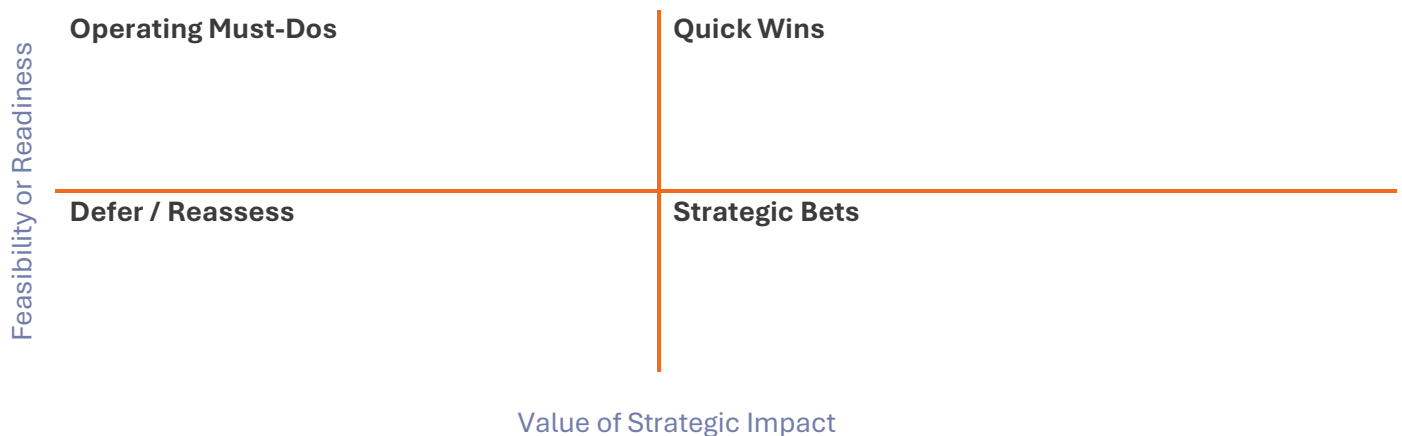 Operating Must-Dos
Quick Wins
Feasibility or Readiness
Defer / Reassess
Strategic Bets
Value of Strategic Impact